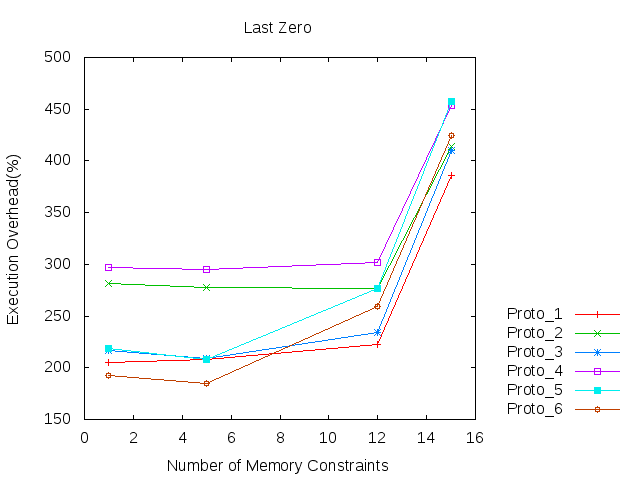 Last Zero
500
450
400
350
300
250
200
150
0 2 4 6 8 10 12 14 16
Execution Overhead(%)
Number of Memory Constraints
Proto_1
Proto_2
Proto_3
Proto_4
Proto_5
Proto_6